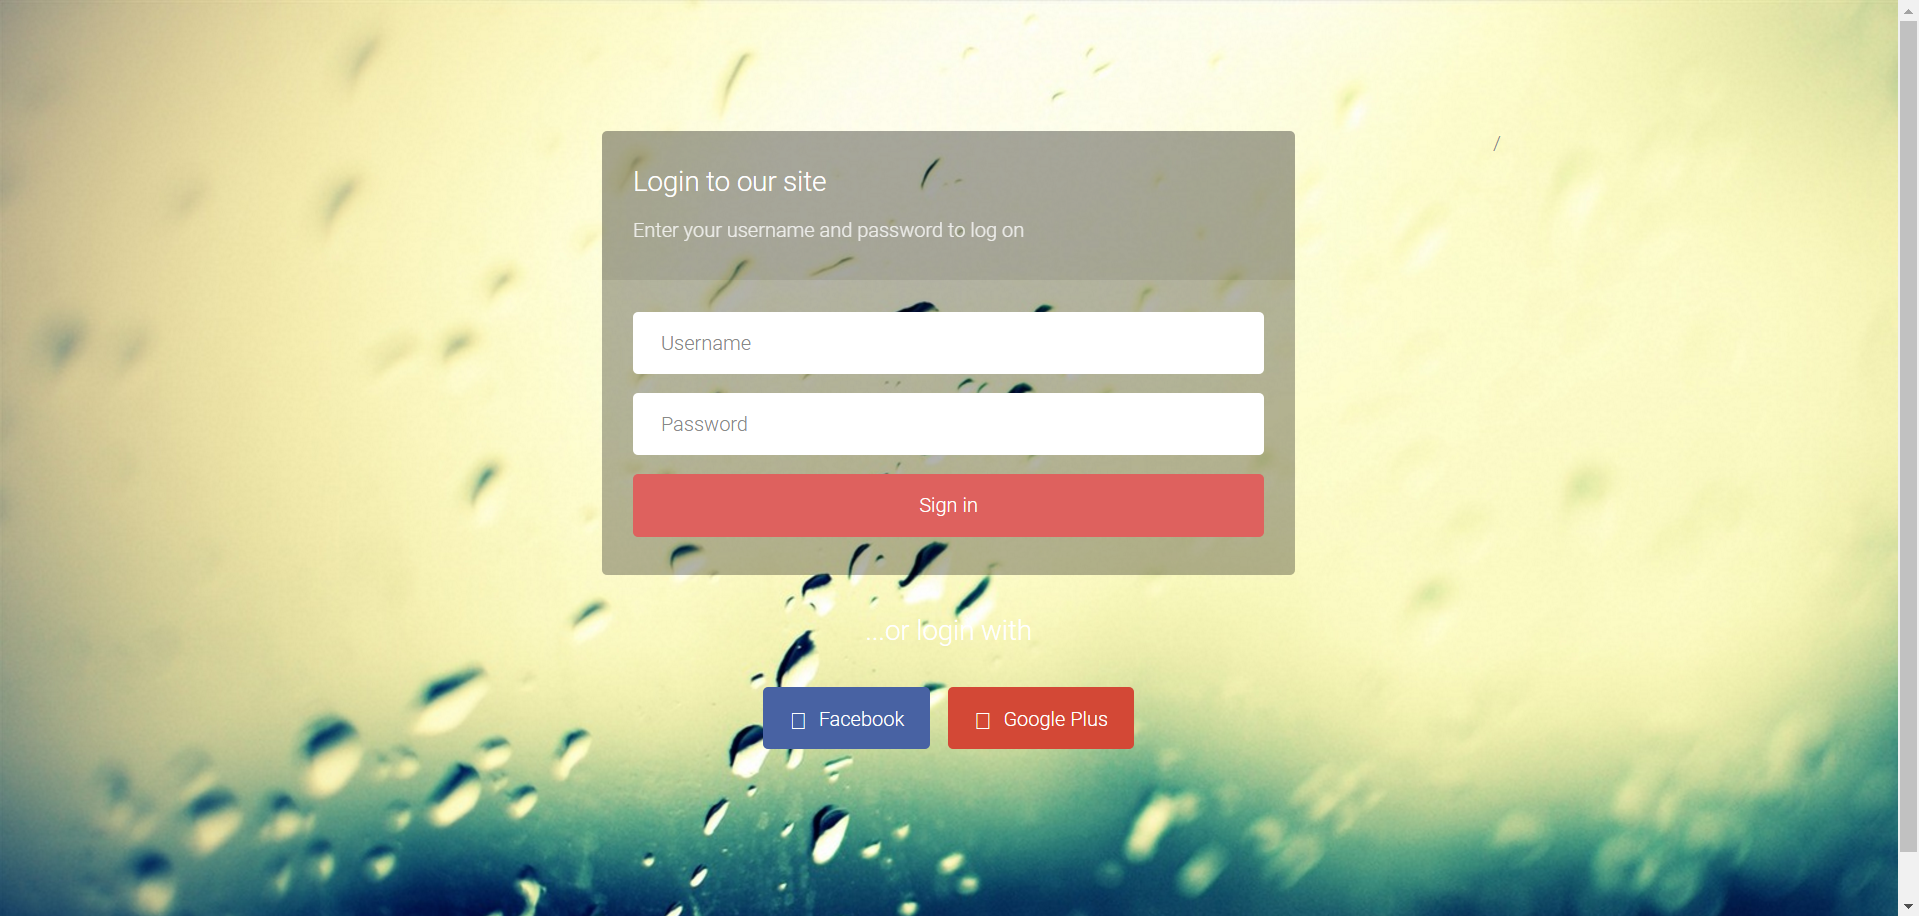 /
Login to our site
Enter your username and password to log on
Username
Password
Sign in
...or login with
Facebook
Google Plus